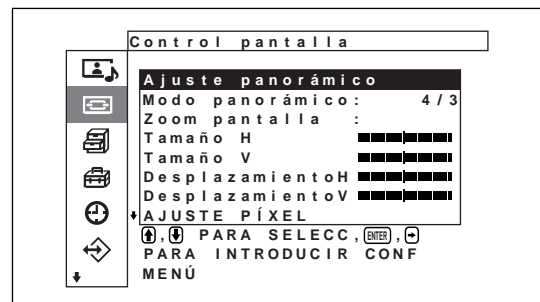 Control pantalla
Ajuste panorámico
Modo panorámico: 4/3
Zoom pantalla :
Tamaño H
Tamaño V
DesplazamientoH
DesplazamientoV
AJUSTE PÍXEL
, PARA SELECC, ENTER ,
PARA INTRODUCIR CONF
MENÚ